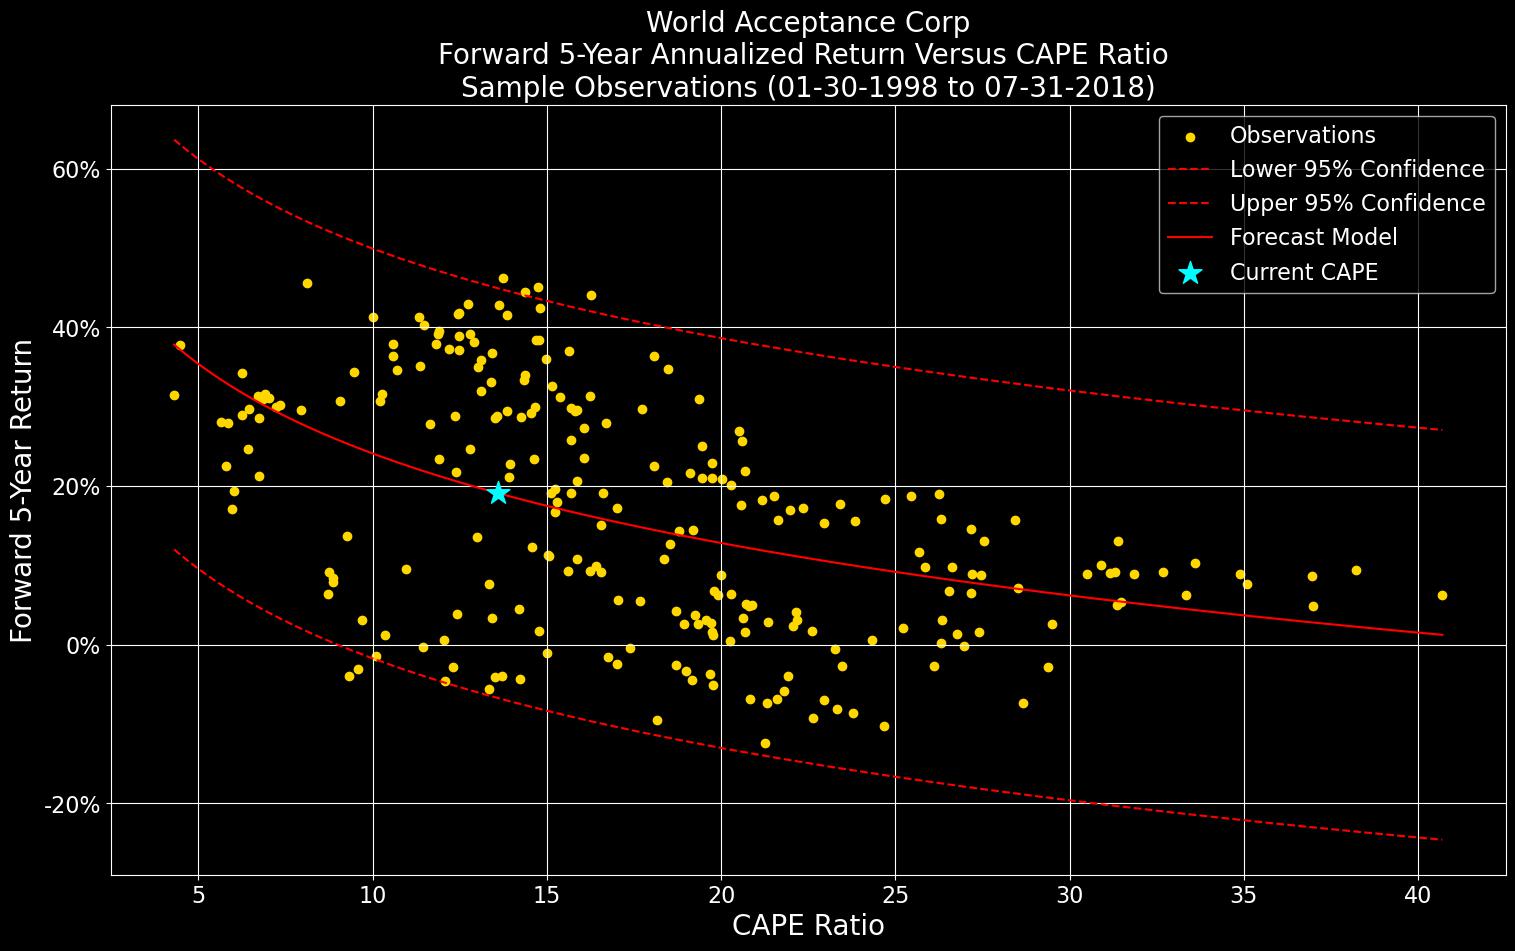 World Acceptance Corp
Forward 5-Year Annualized Return Versus CAPE Ratio
Sample Observations (01-30-1998 to 07-31-2018)
Observations
Lower 95% Confidence
Upper 95% Confidence
Forecast Model
Current CAPE
Forward 5-Year Return
60%
40%
20%
0%
-20%
5 10 15 20 25 30 35 40
CAPE Ratio